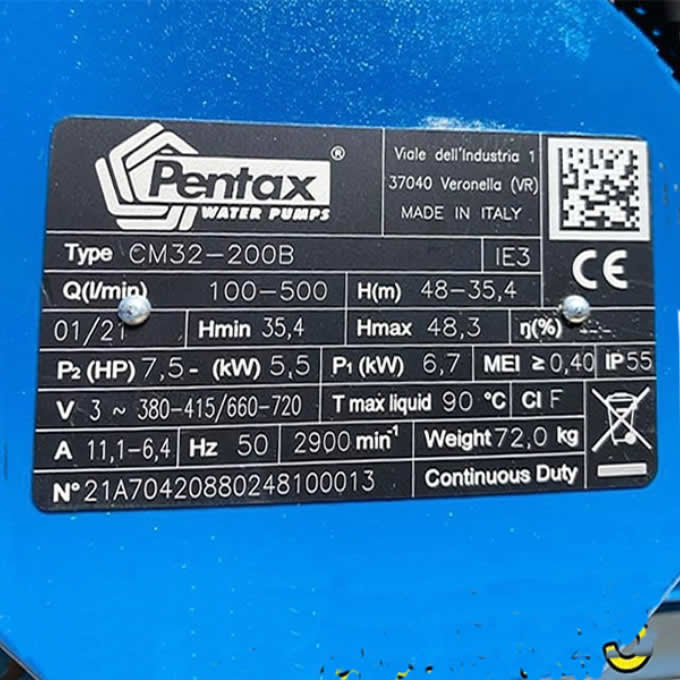 Pentax ®
WATER PUMPS
Viale dell'Industria 1
37040 Veronella (VR)
MADE IN ITALY
Type CM32-200B IE3
CE
Q(l/min) 100-500 H(m) 48-35,4
01/21 Hmin 35,4 Hmax 48,3 η(%)
P₂ (HP) 7,5 - (kW) 5,5 P₁ (kW) 6,7 MEI ≥ 0,40 IP 55
V 3 ~ 380-415/660-720 T max liquid 90 °C Cl F
A 11,1-6,4 Hz 50 2900 min⁻¹ Weight 72,0 kg
N° 21A70420880248100013 Continuous Duty